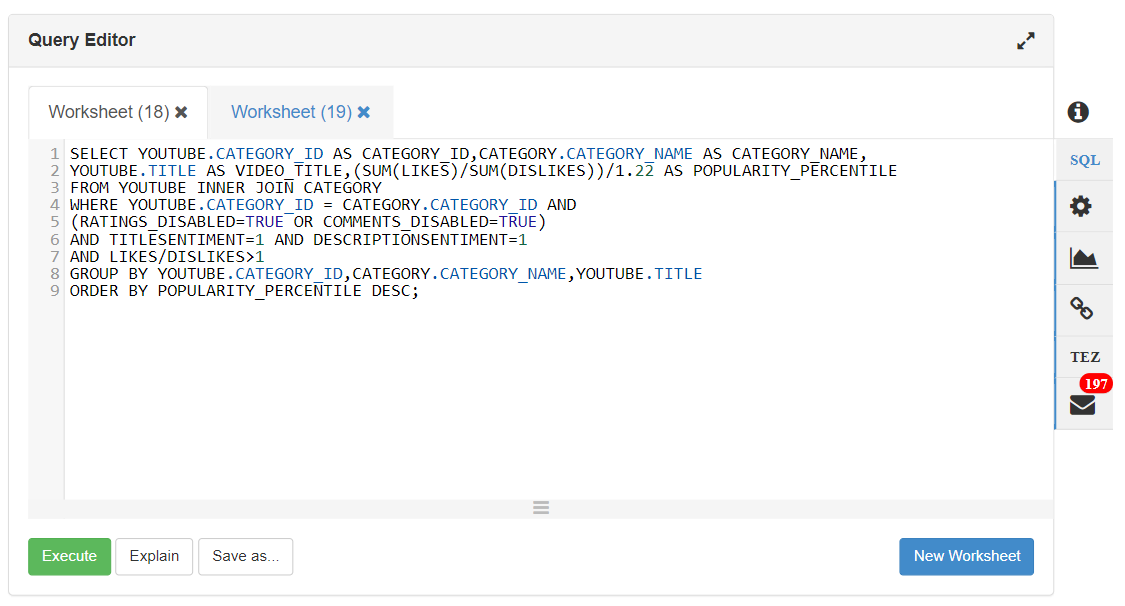 Query Editor
Worksheet (18) ✖ Worksheet (19) ✖
1 SELECT YOUTUBE.CATEGORY_ID AS CATEGORY_ID,CATEGORY.CATEGORY_NAME AS CATEGORY_NAME,
2 YOUTUBE.TITLE AS VIDEO_TITLE,(SUM(LIKES)/SUM(DISLIKES))/1.22 AS POPULARITY_PERCENTILE
3 FROM YOUTUBE INNER JOIN CATEGORY
4 WHERE YOUTUBE.CATEGORY_ID = CATEGORY.CATEGORY_ID AND
5 (RATINGS_DISABLED=TRUE OR COMMENTS_DISABLED=TRUE)
6 AND TITLESENTIMENT=1 AND DESCRIPTIONSENTIMENT=1
7 AND LIKES/DISLIKES>1
8 GROUP BY YOUTUBE.CATEGORY_ID,CATEGORY.CATEGORY_NAME,YOUTUBE.TITLE
9 ORDER BY POPULARITY_PERCENTILE DESC;
SQL
TEZ
197
Execute Explain Save as... New Worksheet